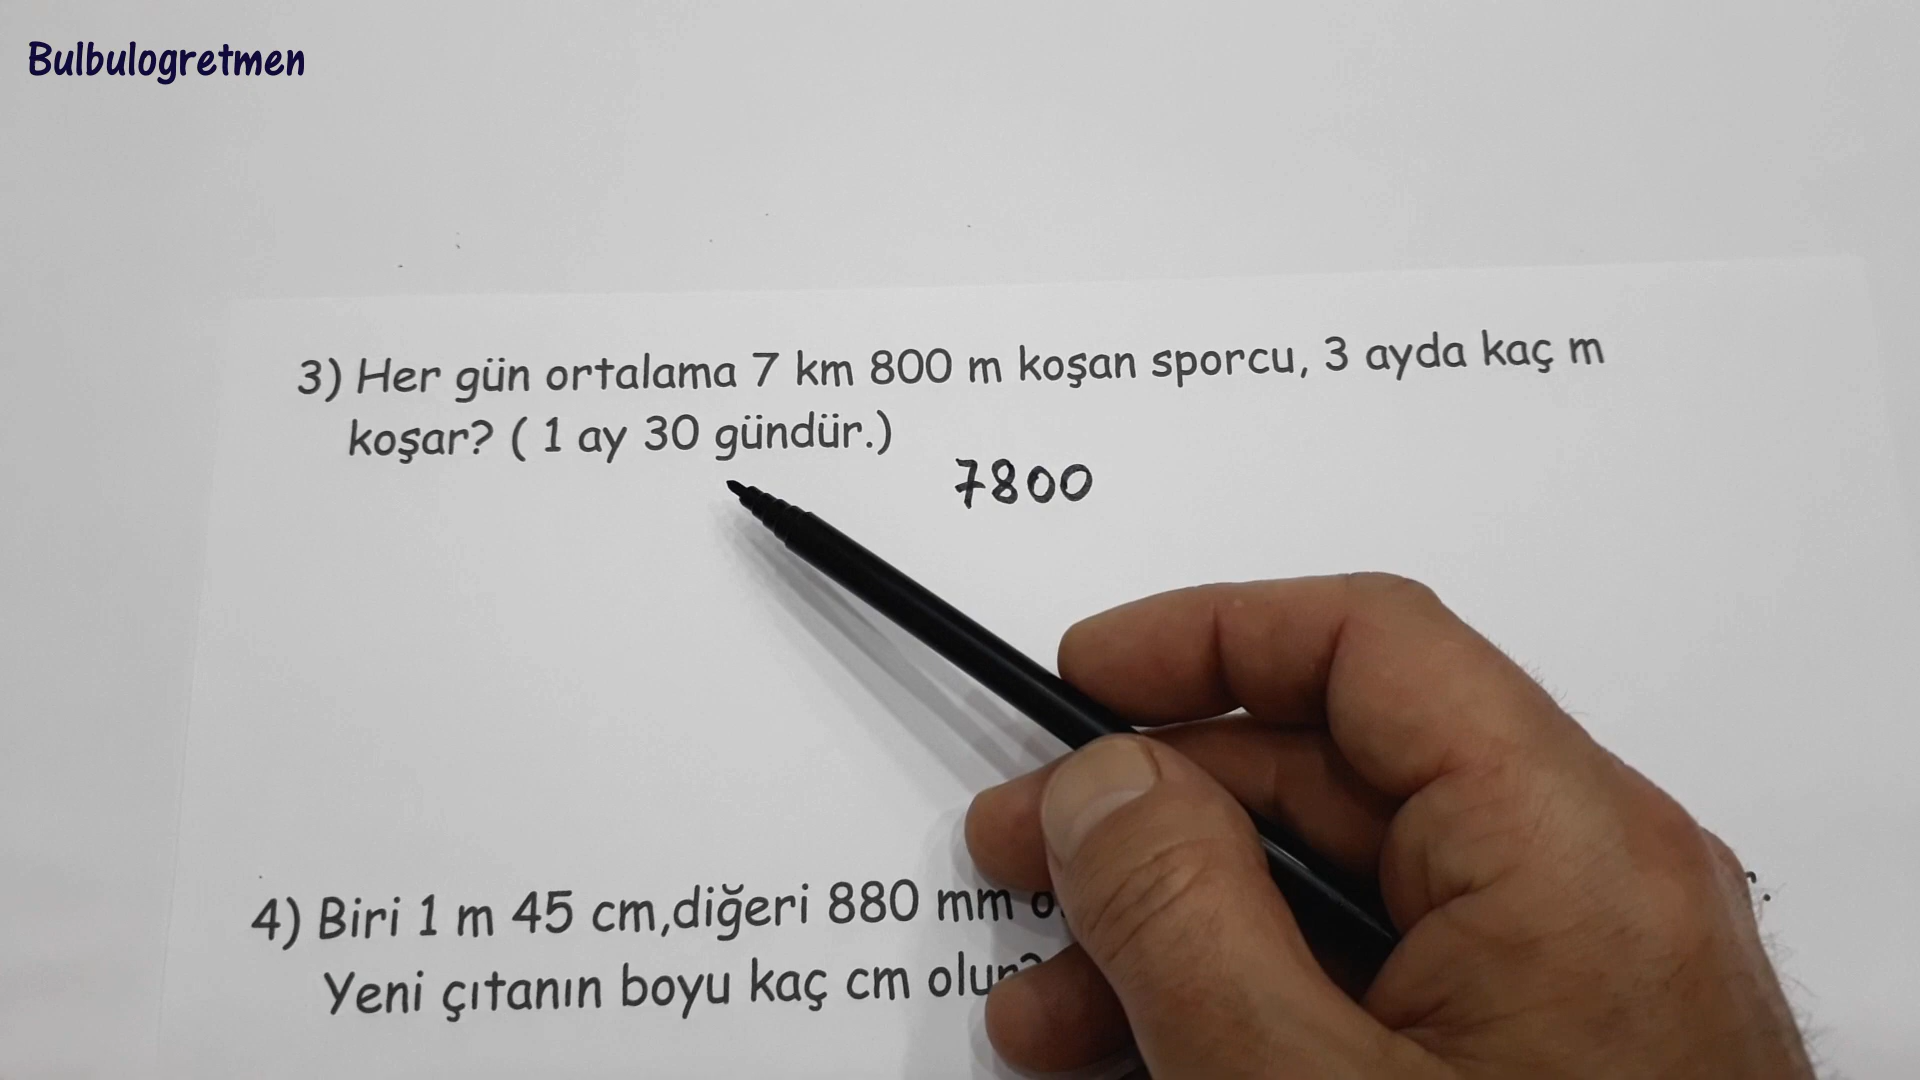 Bulbulogretmen
3) Her gün ortalama 7 km 800 m koşan sporcu, 3 ayda kaç m
koşar? ( 1 ay 30 gündür.)
7800
4) Biri 1 m 45 cm,diğeri 880 mm
Yeni çıtanın boyu kaç cm olur?